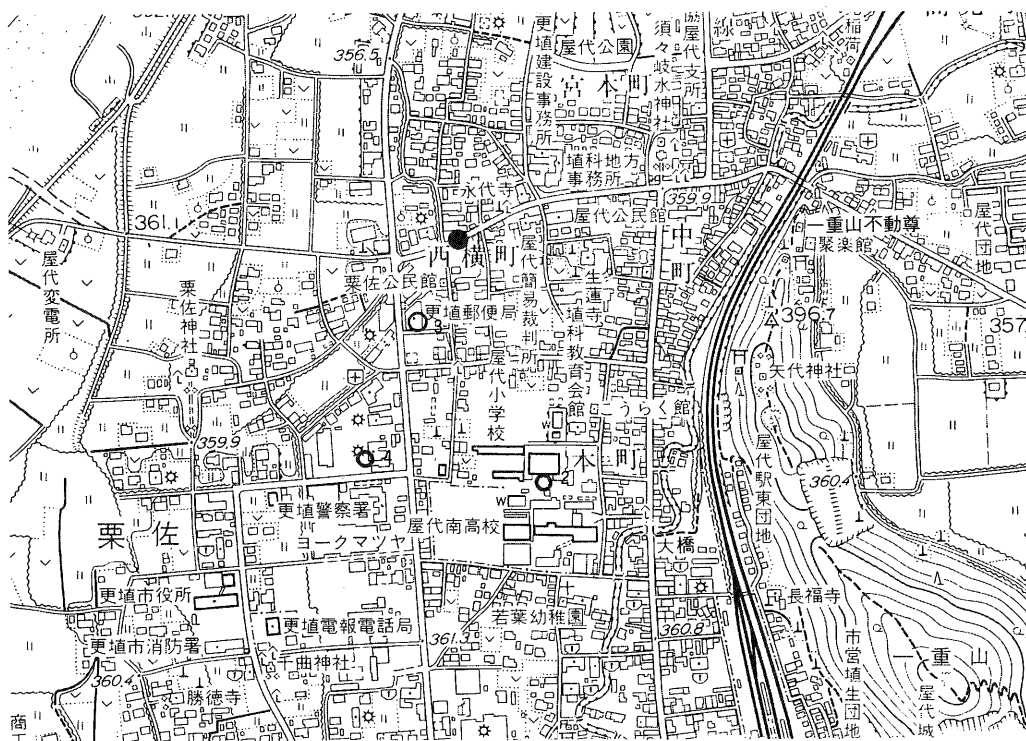 356.5
更埴建設事務所
屋代公園
須々岐水神社
屋代支所
線
稲荷
宮本町
埴科地方
事務所
永代寺
359.9
屋代公民館
361.1
西横町
中町
一重山不動尊
聚楽館
屋代団地
屋代変電所
栗佐神社
栗佐公民館
更埴郵便局
3
屋代簡易裁判所
生蓮寺
埴科教育会館
396.7
357
矢代神社
屋代小学校
こうらく館
359.9
4
本町
2
W
屋代駅東団地
360.4
更埴警察署
W
ヨークマツヤ
屋代南高校
大橋
栗佐
更埴市役所
更埴電報電話局
若葉幼稚園
長福寺
更埴市消防署
361.3
360.8
360.4
千曲神社
勝徳寺
市営埴生団地
一重山
屋代城
商工